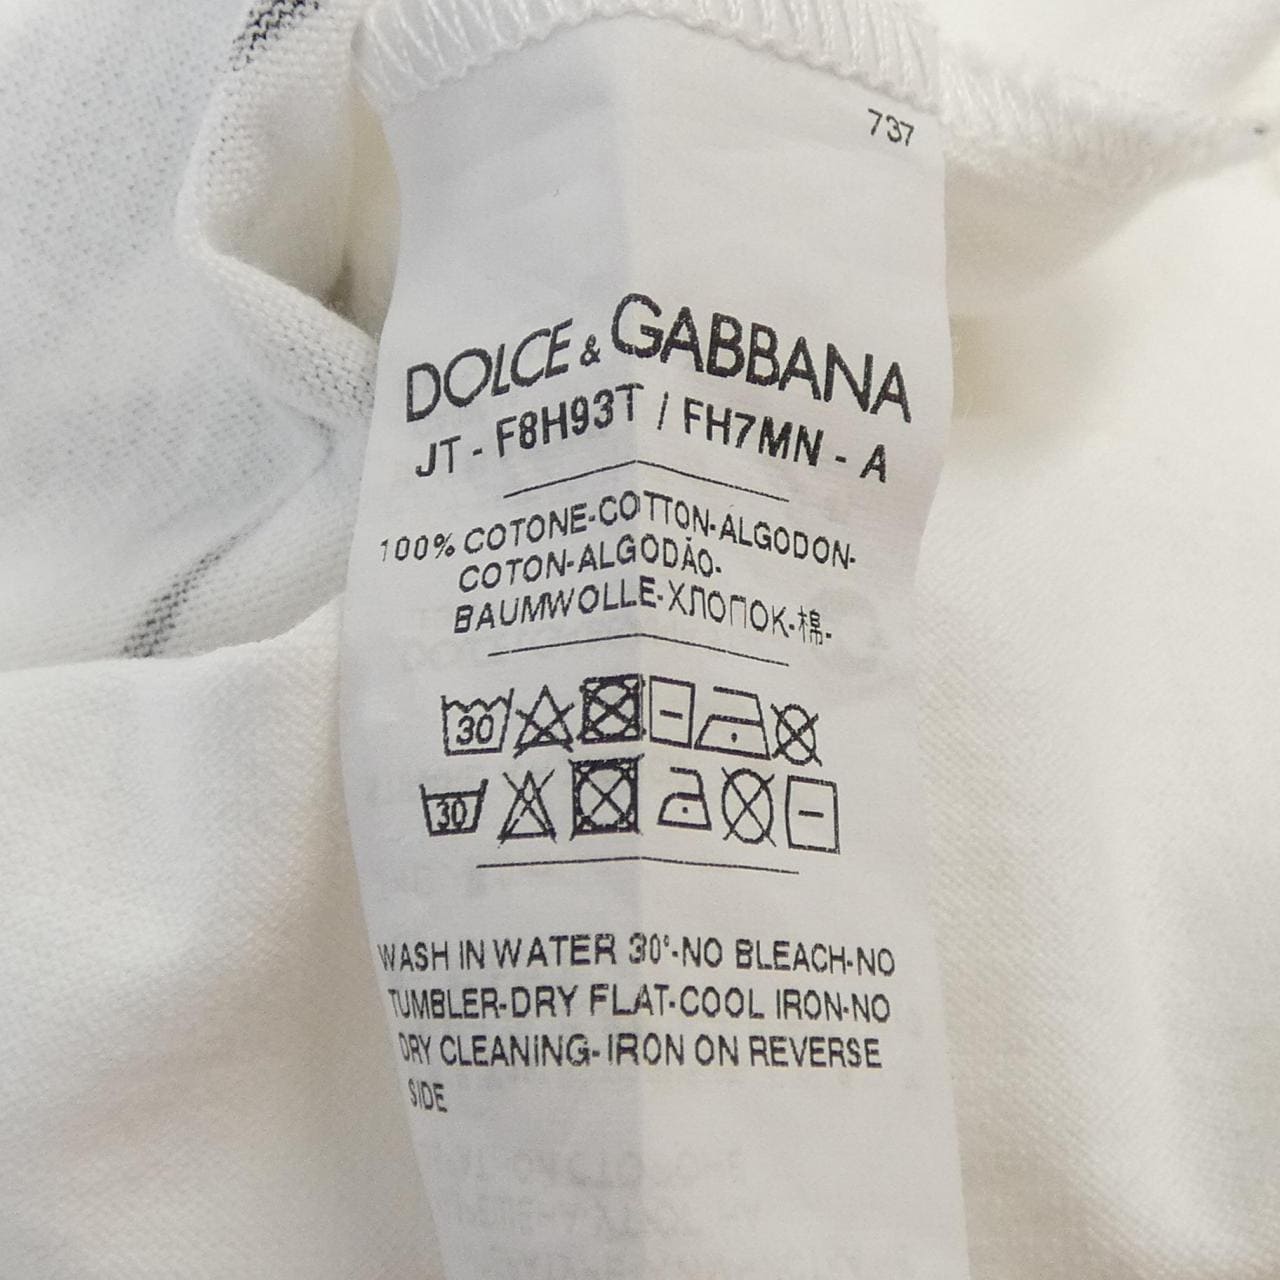 737
DOLCE & GABBANA
JT - F8H93T / FH7MN - A
100% COTONE-COTTON-ALGODON-
COTON-ALGODÃO-
BAUMWOLLE-ХЛОПОК-棉-
30
30
WASH IN WATER 30°-NO BLEACH-NO
TUMBLER-DRY FLAT-COOL IRON-NO
DRY CLEANING-IRON ON REVERSE
SIDE